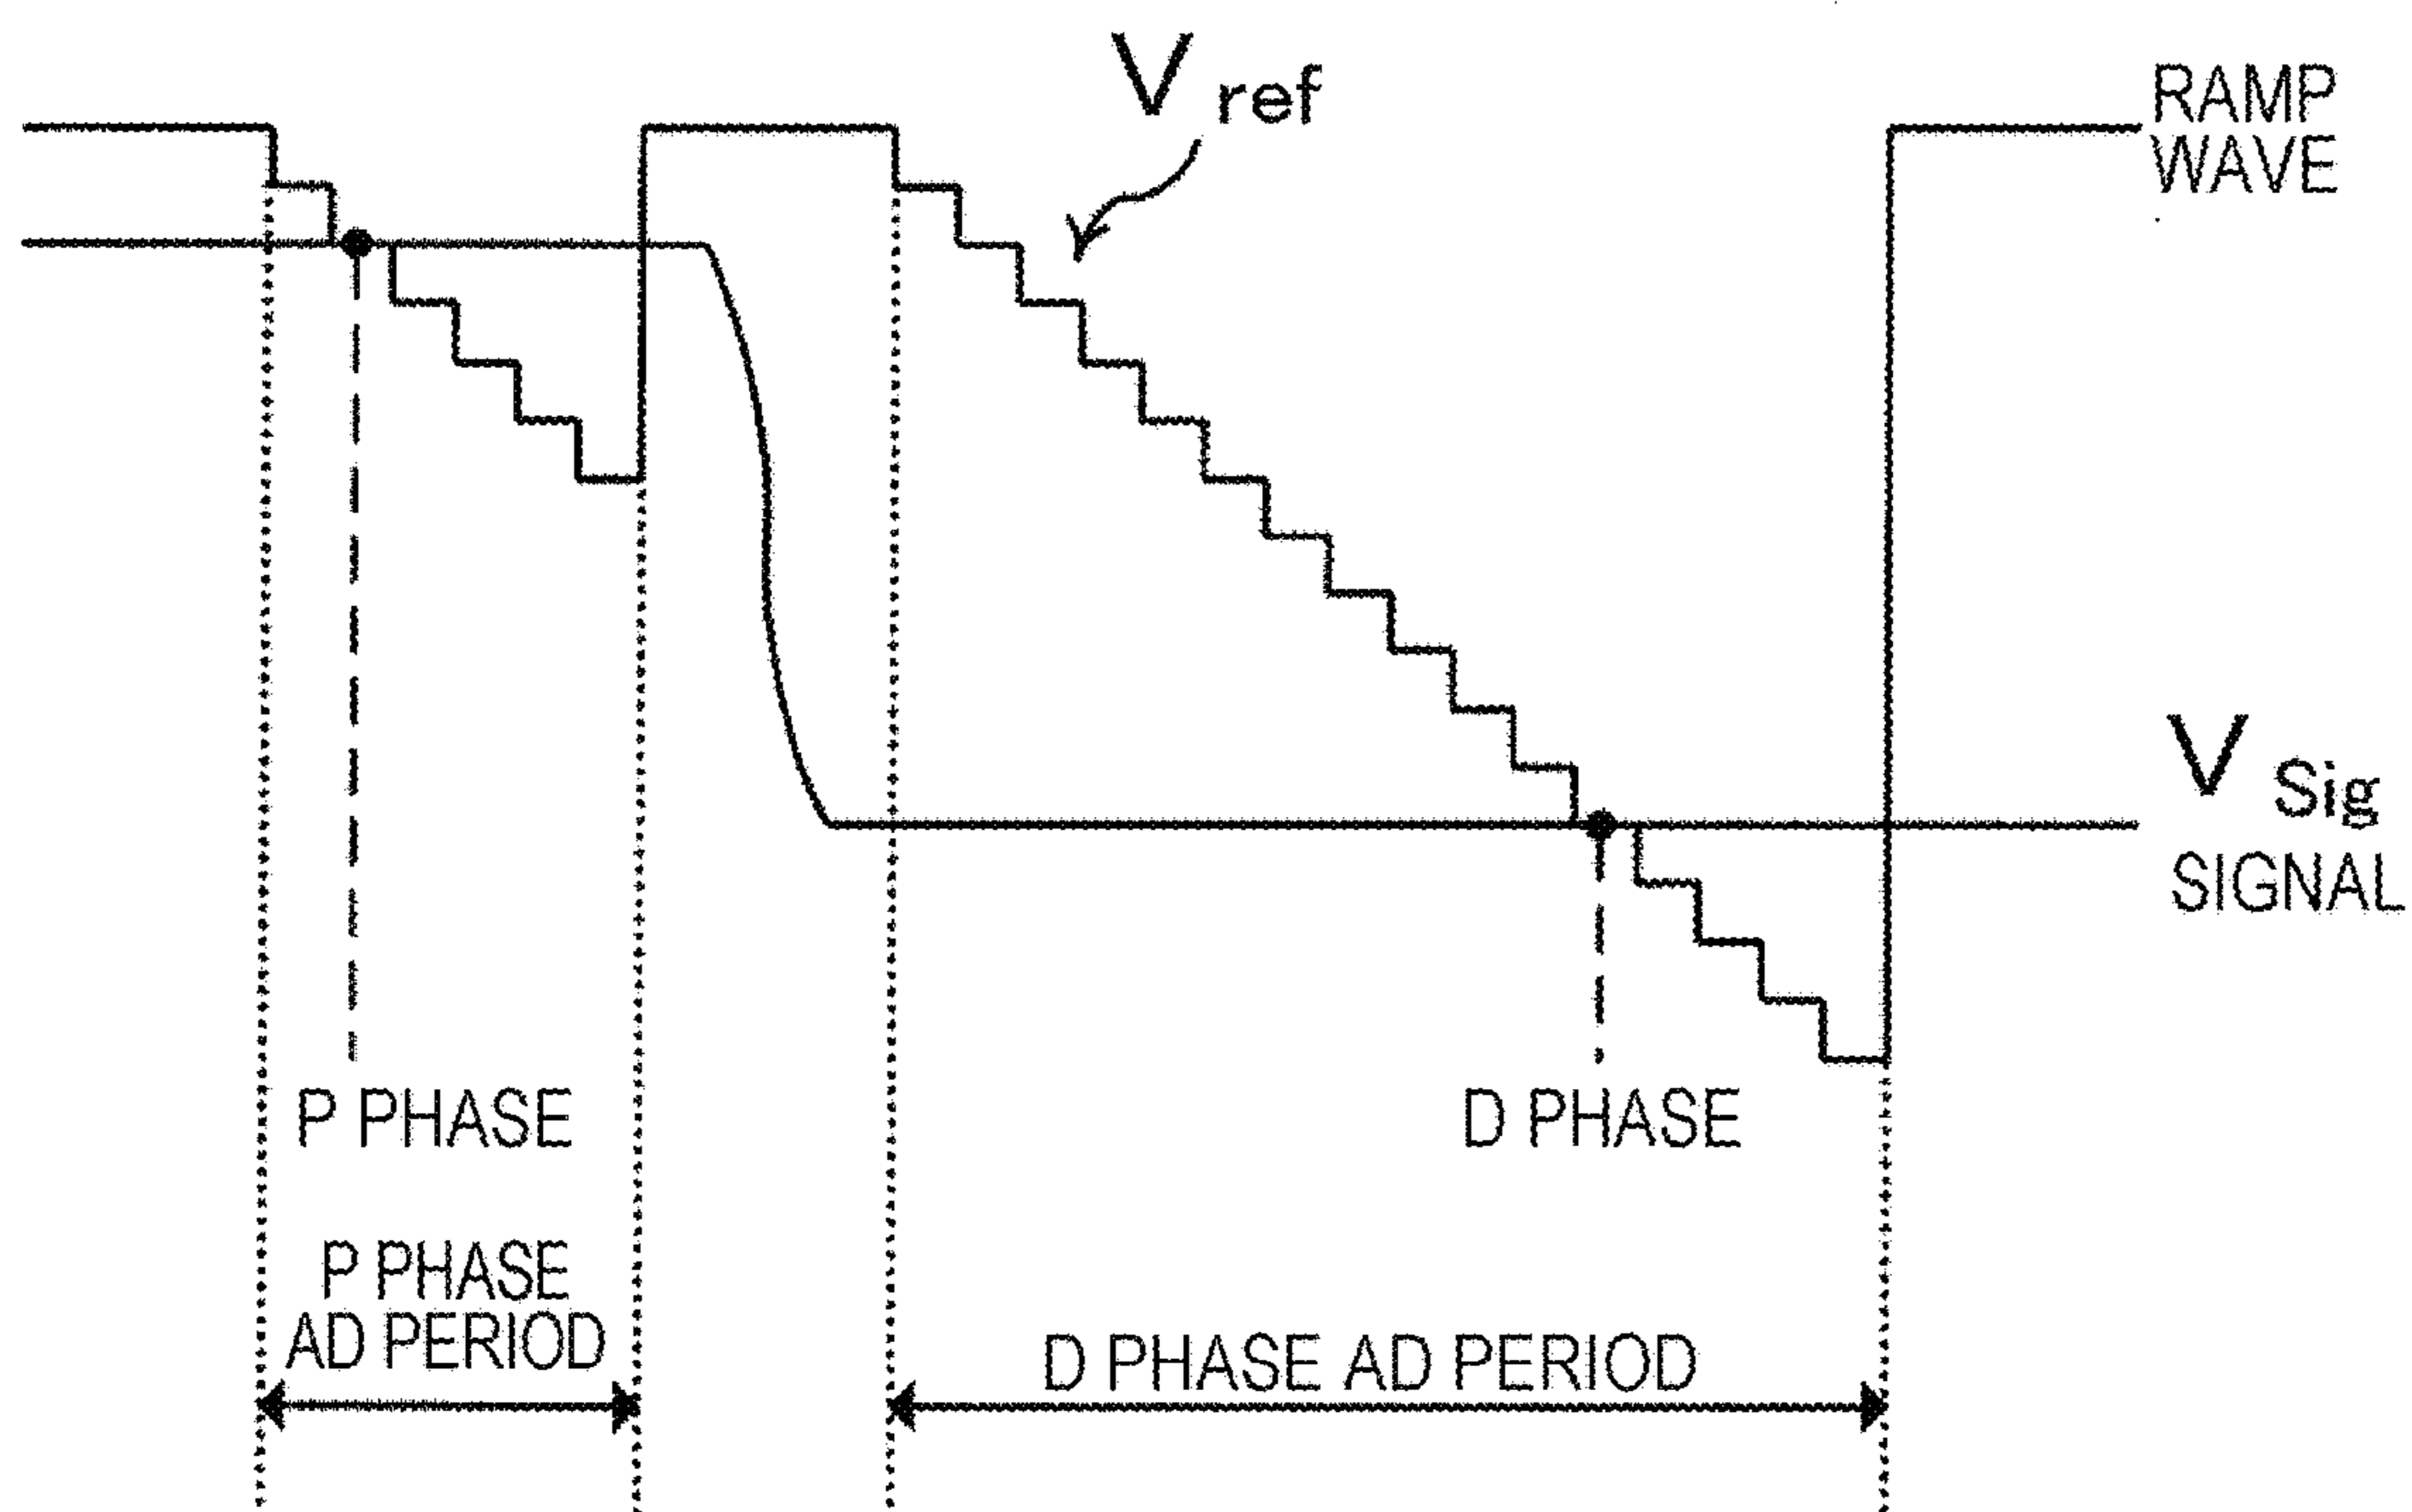 V ref
RAMP
WAVE
V Sig
SIGNAL
P PHASE
D PHASE
P PHASE
AD PERIOD
D PHASE AD PERIOD